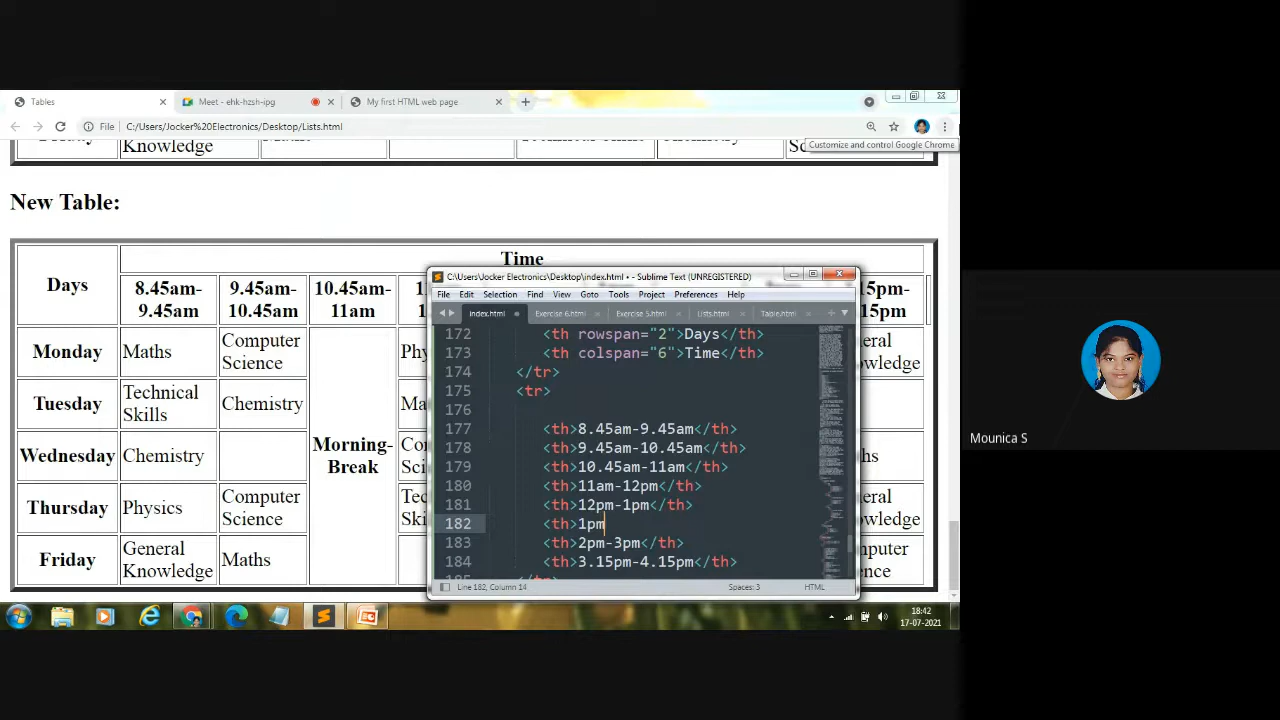 Tables
Meet - ehk-hzsh-ipg
My first HTML web page
File C:/Users/Jocker%20Electronics/Desktop/Lists.html
Customize and control Google Chrome
Knowledge
New Table:
Time
Days
8.45am-9.45am
9.45am-10.45am
10.45am-11am
Monday Maths Computer Science
Tuesday Technical Skills Chemistry
Morning-Break
Wednesday Chemistry
Thursday Physics Computer Science
Friday General Knowledge Maths
C:\Users\Jocker Electronics\Desktop\index.html • - Sublime Text (UNREGISTERED)
File Edit Selection Find View Goto Tools Project Preferences Help
index.html Exercise 6.html Exercise 5.html Lists.html Table.html
172 <th rowspan="2">Days</th>
173 <th colspan="6">Time</th>
174 </tr>
175 <tr>
176
177 <th>8.45am-9.45am</th>
178 <th>9.45am-10.45am</th>
179 <th>10.45am-11am</th>
180 <th>11am-12pm</th>
181 <th>12pm-1pm</th>
182 <th>1pm
183 <th>2pm-3pm</th>
184 <th>3.15pm-4.15pm</th>
185 </tr>
Line 182, Column 14 Spaces: 3 HTML
18:42
17-07-2021
Mounica S